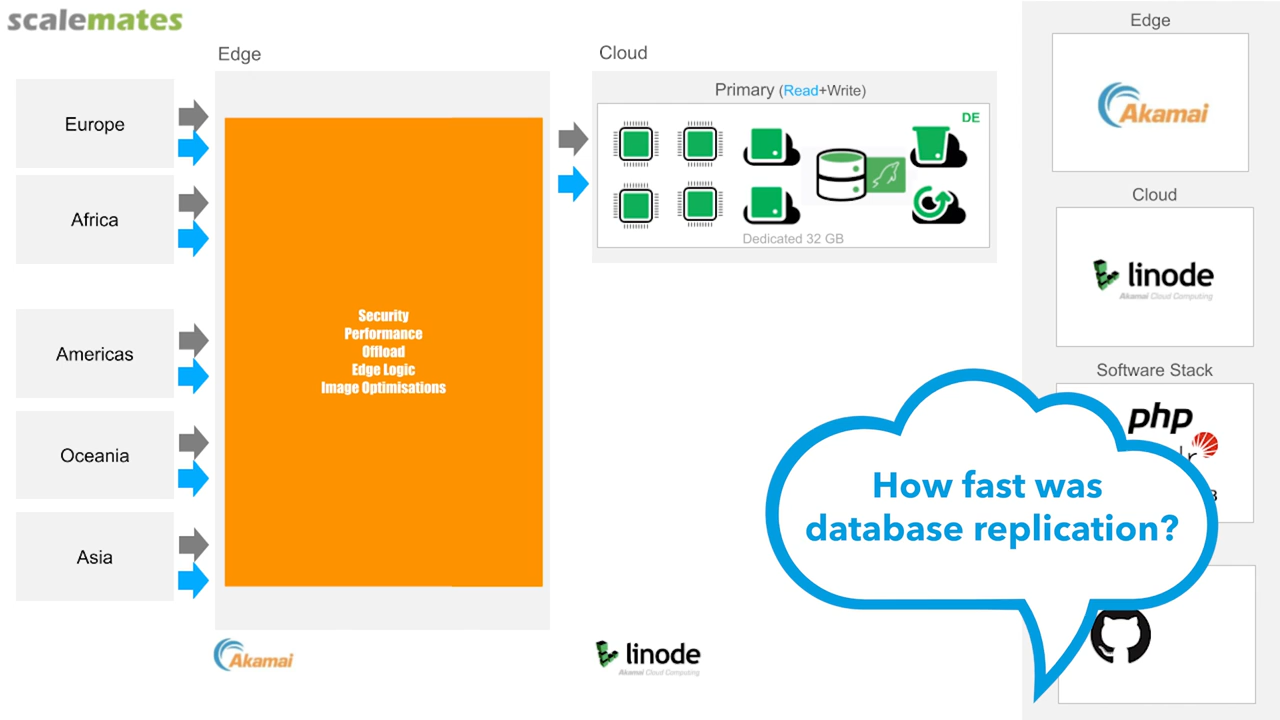 scalemates
Edge
Cloud
Edge
Europe
Africa
Americas
Oceania
Asia
Security
Performance
Offload
Edge Logic
Image Optimisations
Primary (Read+Write)
DE
Dedicated 32 GB
Akamai
Cloud
linode
Akamai Cloud Computing
Software Stack
php
How fast was
database replication?
Akamai
linode
Akamai Cloud Computing